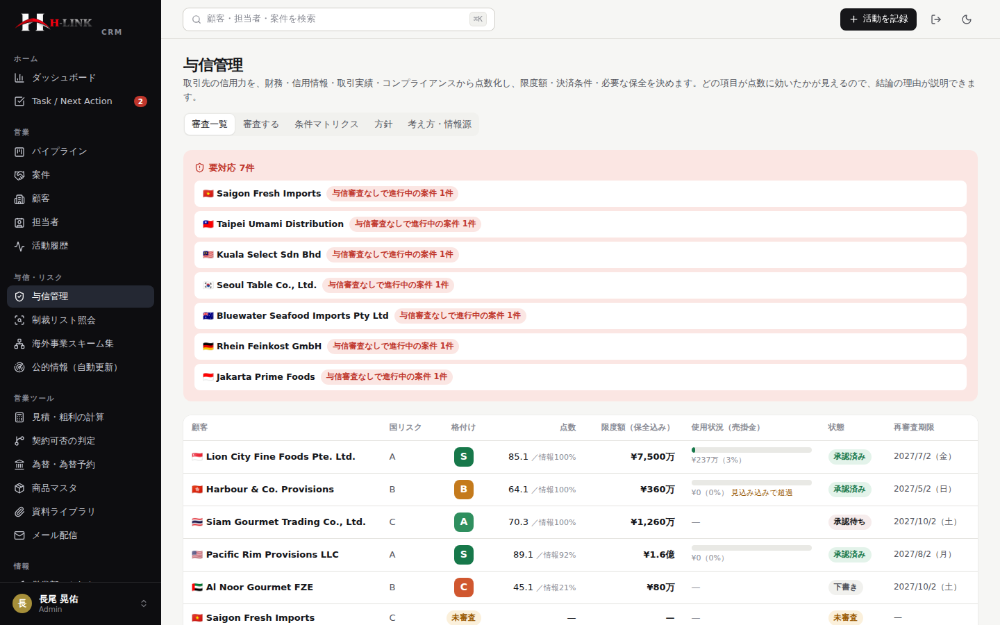 H-LINK
CRM
ホーム
ダッシュボード
Task / Next Action
2
営業
パイプライン
案件
顧客
担当者
活動履歴
与信・リスク
与信管理
制裁リスト照会
海外事業スキーム集
公的情報（自動更新）
営業ツール
見積・粗利の計算
契約可否の判定
為替・為替予約
商品マスタ
資料ライブラリ
メール配信
情報
長
長尾 晃佑
Admin
顧客・担当者・案件を検索
⌘K
活動を記録
与信管理
取引先の信用力を、財務・信用情報・取引実績・コンプライアンスから点数化し、限度額・決済条件・必要な保全を決めます。どの項目が点数に効いたかが見えるので、結論の理由が説明できま
す。
審査一覧 審査する 条件マトリクス 方針 考え方・情報源
要対応 7件
Saigon Fresh Imports 与信審査なしで進行中の案件 1件
Taipei Umami Distribution 与信審査なしで進行中の案件 1件
Kuala Select Sdn Bhd 与信審査なしで進行中の案件 1件
Seoul Table Co., Ltd. 与信審査なしで進行中の案件 1件
Bluewater Seafood Imports Pty Ltd 与信審査なしで進行中の案件 1件
Rhein Feinkost GmbH 与信審査なしで進行中の案件 1件
Jakarta Prime Foods 与信審査なしで進行中の案件 1件
顧客 国リスク 格付け 点数 限度額（保全込み） 使用状況（売掛金） 状態 再審査期限
Lion City Fine Foods Pte. Ltd. A S 85.1 ／情報100% ¥7,500万 ¥237万（3%） 承認済み 2027/7/2（金）
Harbour & Co. Provisions B B 64.1 ／情報100% ¥360万 ¥0（0%） 見込み込みで超過 承認済み 2027/5/2（日）
Siam Gourmet Trading Co., Ltd. C A 70.3 ／情報100% ¥1,260万 — 承認待ち 2027/10/2（土）
Pacific Rim Provisions LLC A S 89.1 ／情報92% ¥1.6億 ¥0（0%） 承認済み 2027/8/2（月）
Al Noor Gourmet FZE B C 45.1 ／情報21% ¥80万 — 下書き 2027/10/2（土）
Saigon Fresh Imports C 未審査 — — — 未審査 —